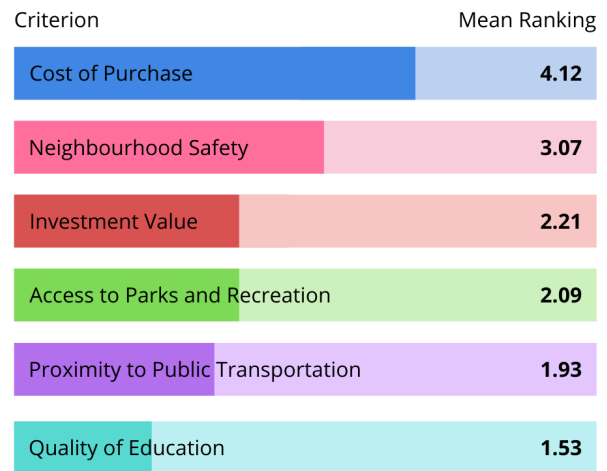 Criterion Mean Ranking
Cost of Purchase 4.12
Neighbourhood Safety 3.07
Investment Value 2.21
Access to Parks and Recreation 2.09
Proximity to Public Transportation 1.93
Quality of Education 1.53